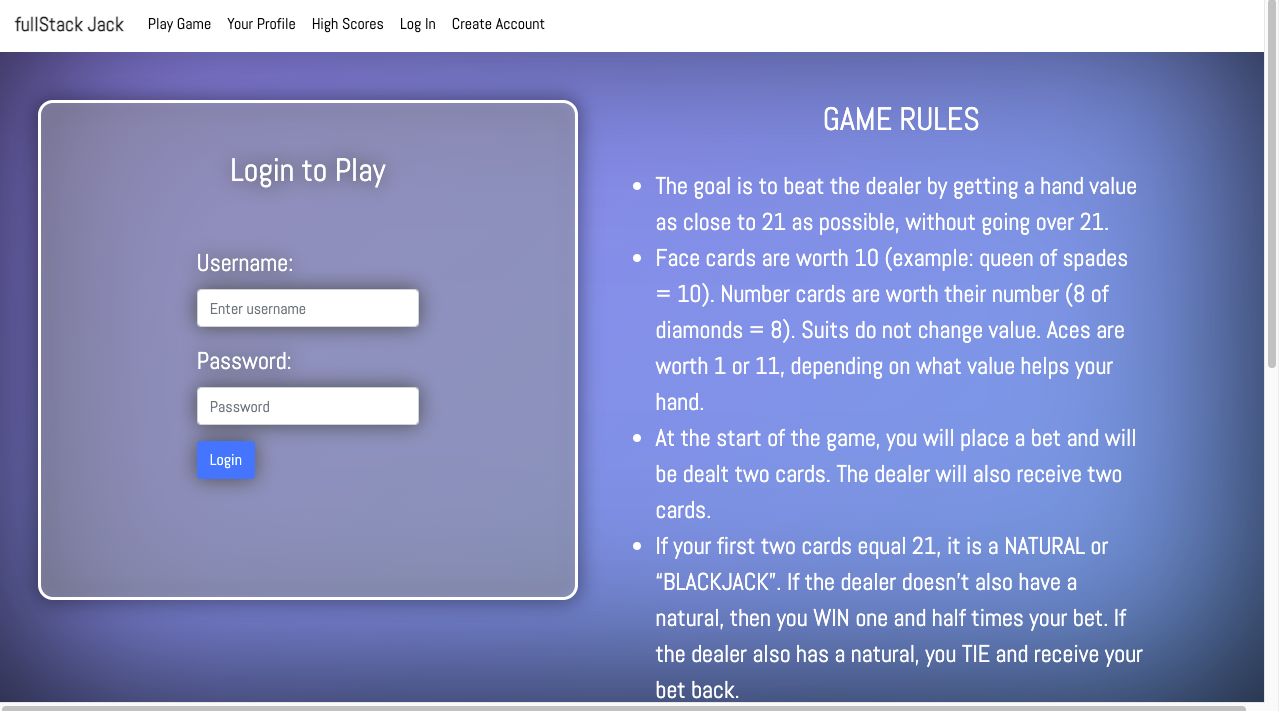 fullStack Jack
Play Game
Your Profile
High Scores
Log In
Create Account
Login to Play
Username:
Enter username
Password:
Password
Login
GAME RULES
The goal is to beat the dealer by getting a hand value
as close to 21 as possible, without going over 21.
Face cards are worth 10 (example: queen of spades
= 10). Number cards are worth their number (8 of
diamonds = 8). Suits do not change value. Aces are
worth 1 or 11, depending on what value helps your
hand.
At the start of the game, you will place a bet and will
be dealt two cards. The dealer will also receive two
cards.
If your first two cards equal 21, it is a NATURAL or
“BLACKJACK”. If the dealer doesn’t also have a
natural, then you WIN one and half times your bet. If
the dealer also has a natural, you TIE and receive your
bet back.